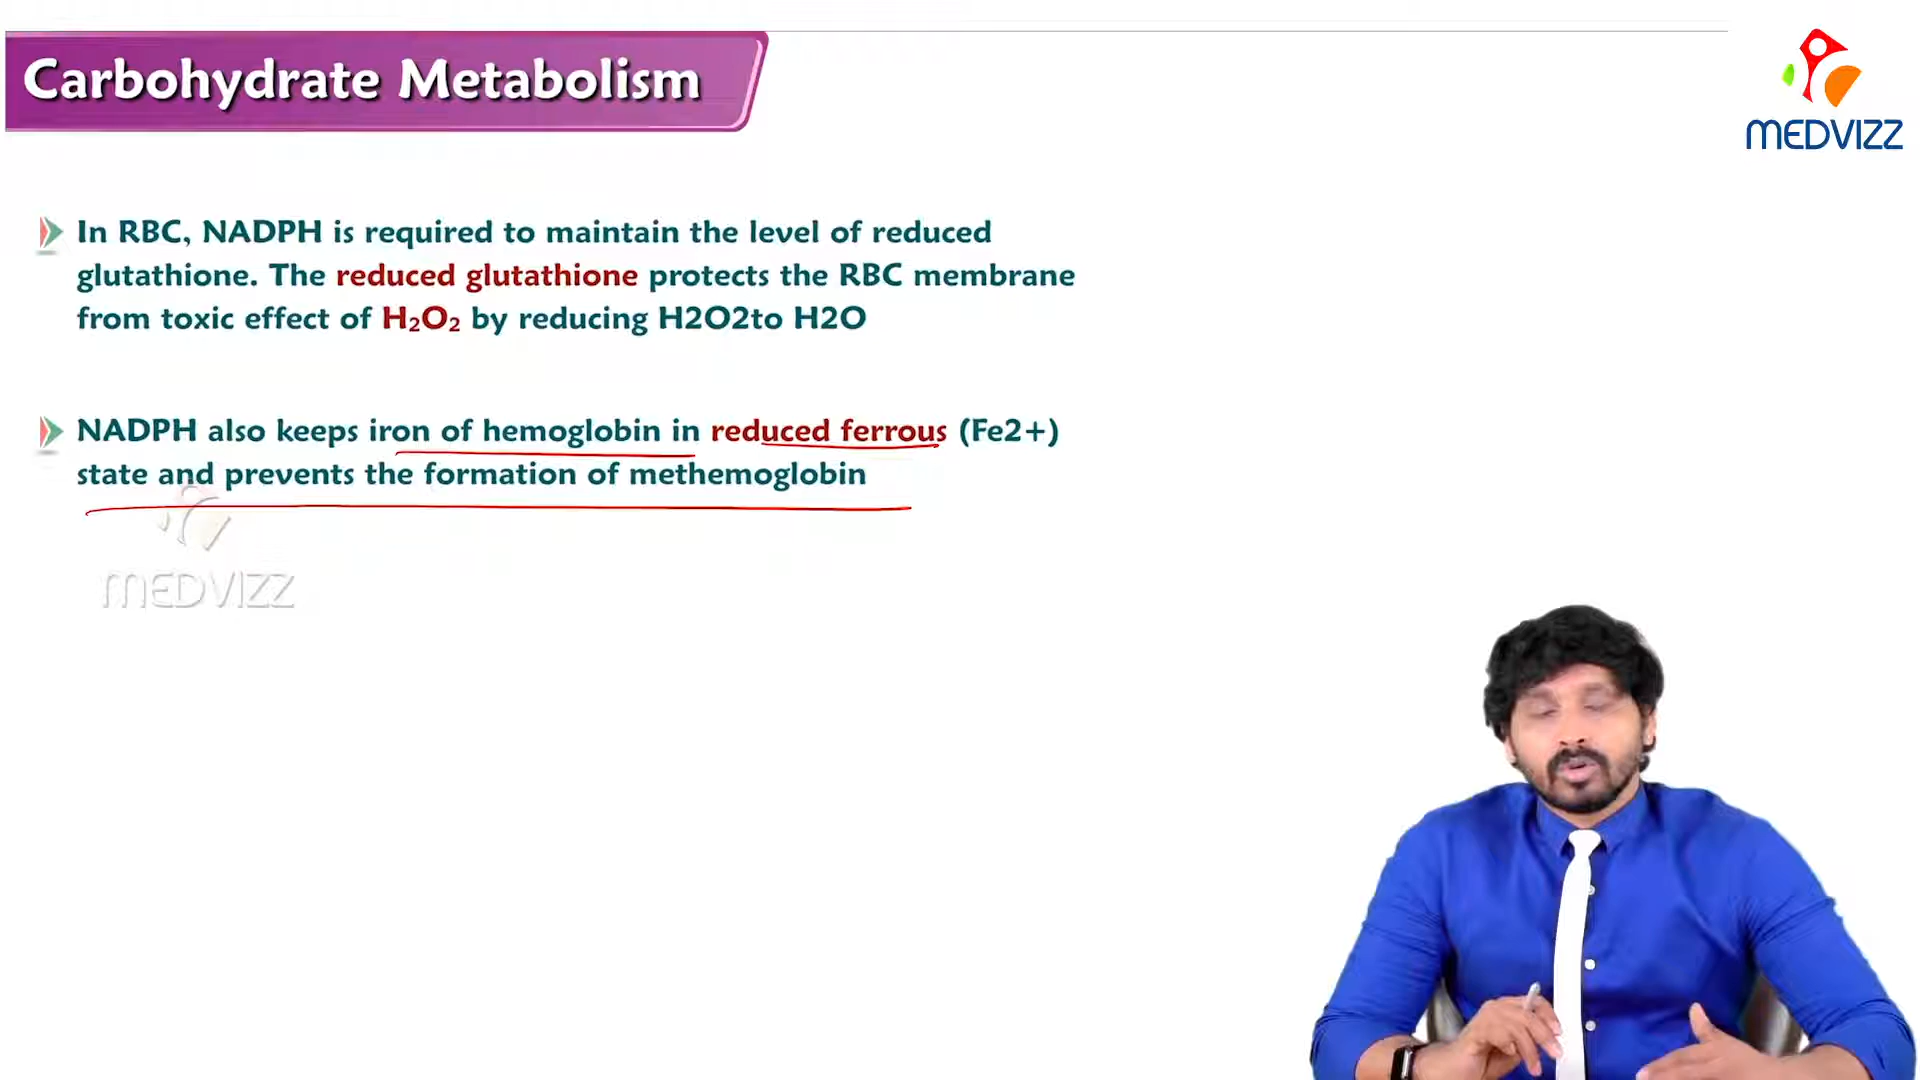 Carbohydrate Metabolism
MEDVIZZ
In RBC, NADPH is required to maintain the level of reduced
glutathione. The reduced glutathione protects the RBC membrane
from toxic effect of H₂O₂ by reducing H2O2to H2O
NADPH also keeps iron of hemoglobin in reduced ferrous (Fe2+)
state and prevents the formation of methemoglobin
MEDVIZZ